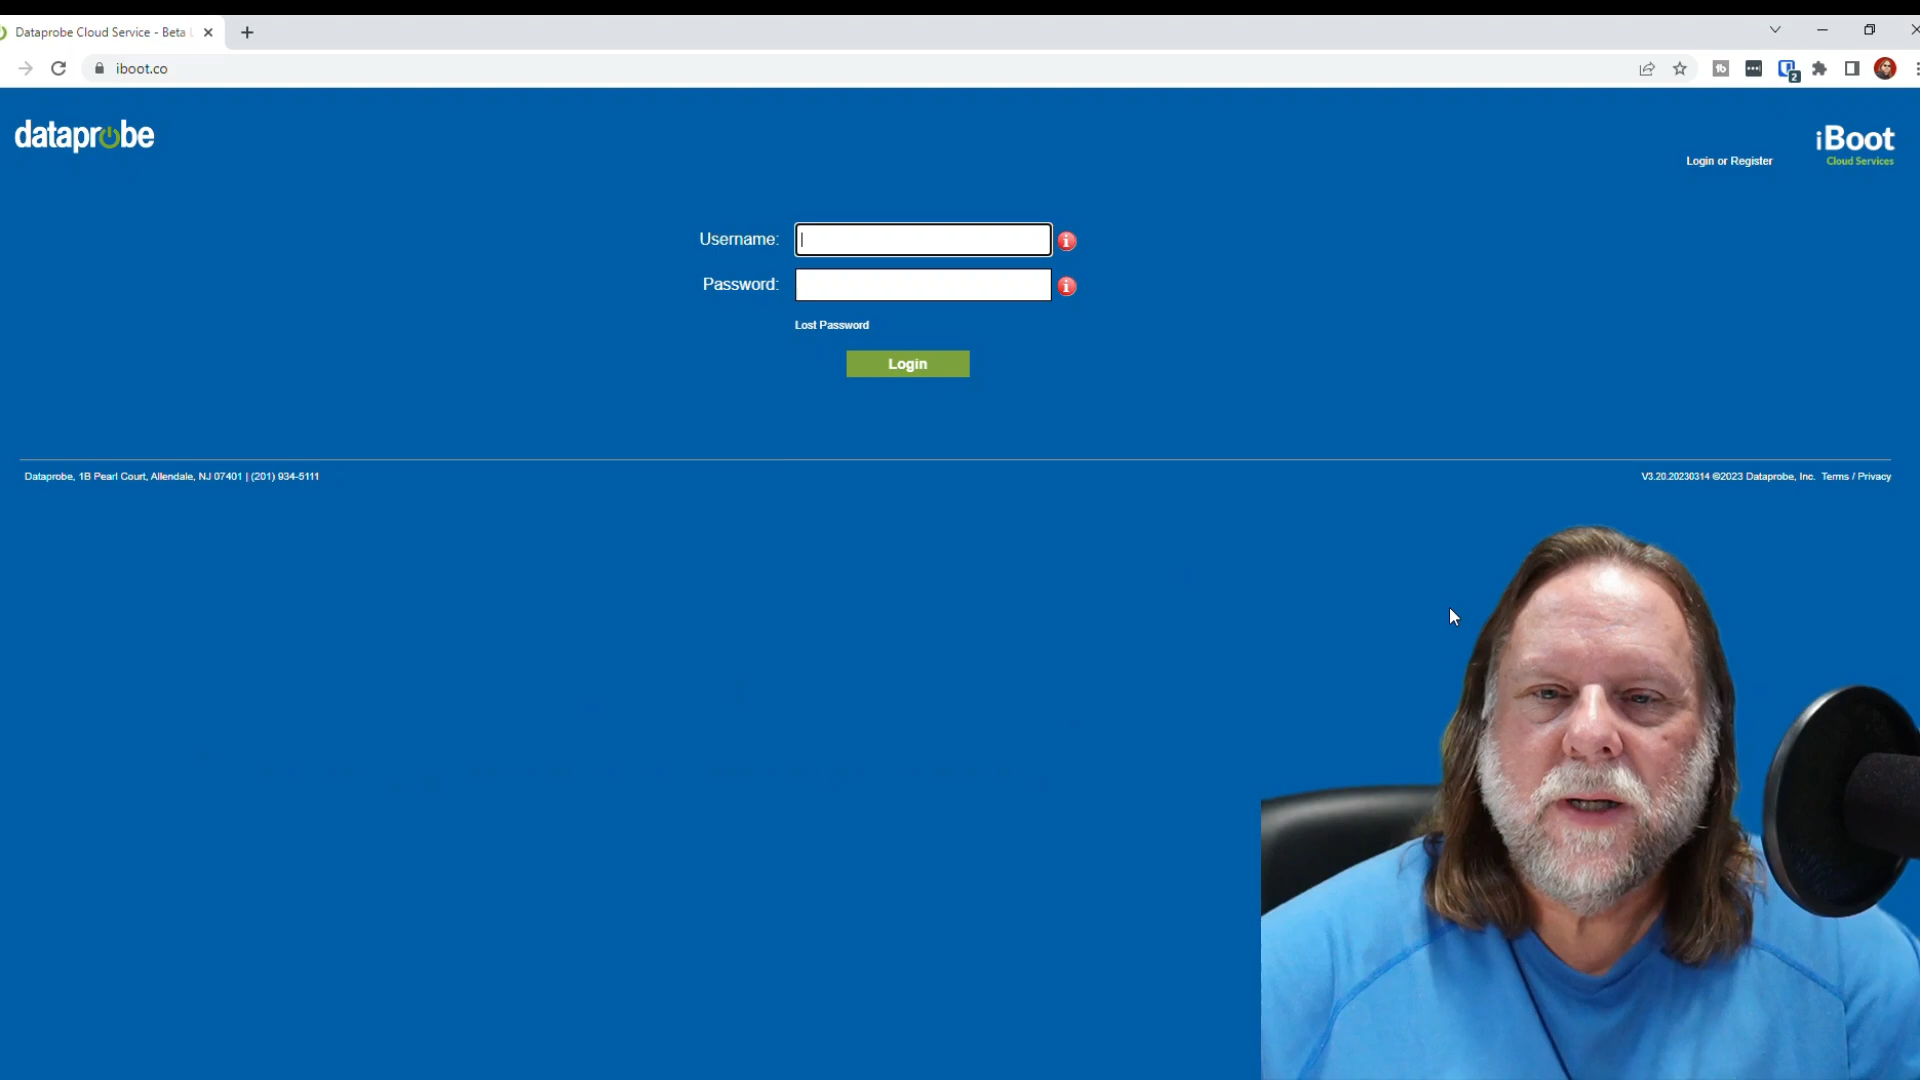 Dataprobe Cloud Service - Beta
iboot.co
2
dataprobe
iBoot
Cloud Services
Login or Register
Username:
Password:
Lost Password
Login
Dataprobe, 1B Pearl Court, Allendale, NJ 07401 | (201) 934-5111
V3.20.20230314 ©2023 Dataprobe, Inc. Terms / Privacy